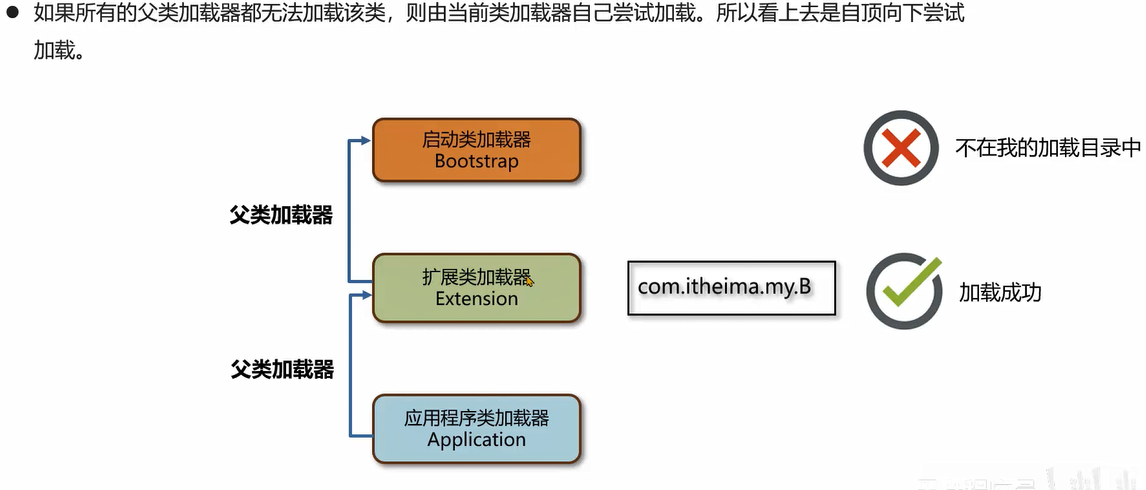 如果所有的父类加载器都无法加载该类，则由当前类加载器自己尝试加载。所以看上去是自顶向下尝试
加载。
启动类加载器
Bootstrap
不在我的加载目录中
父类加载器
扩展类加载器
Extension
com.itheima.my.B
加载成功
父类加载器
应用程序类加载器
Application